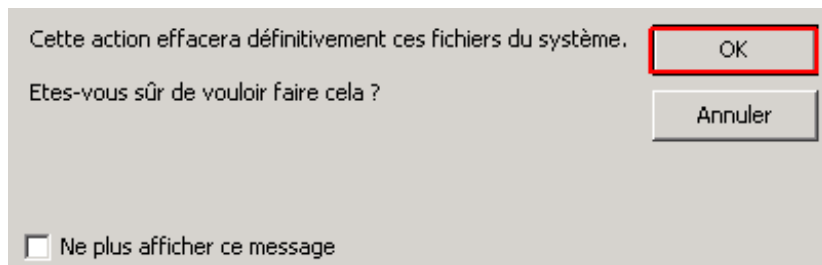 Cette action effacera définitivement ces fichiers du système.
OK
Etes-vous sûr de vouloir faire cela ?
Annuler
Ne plus afficher ce message